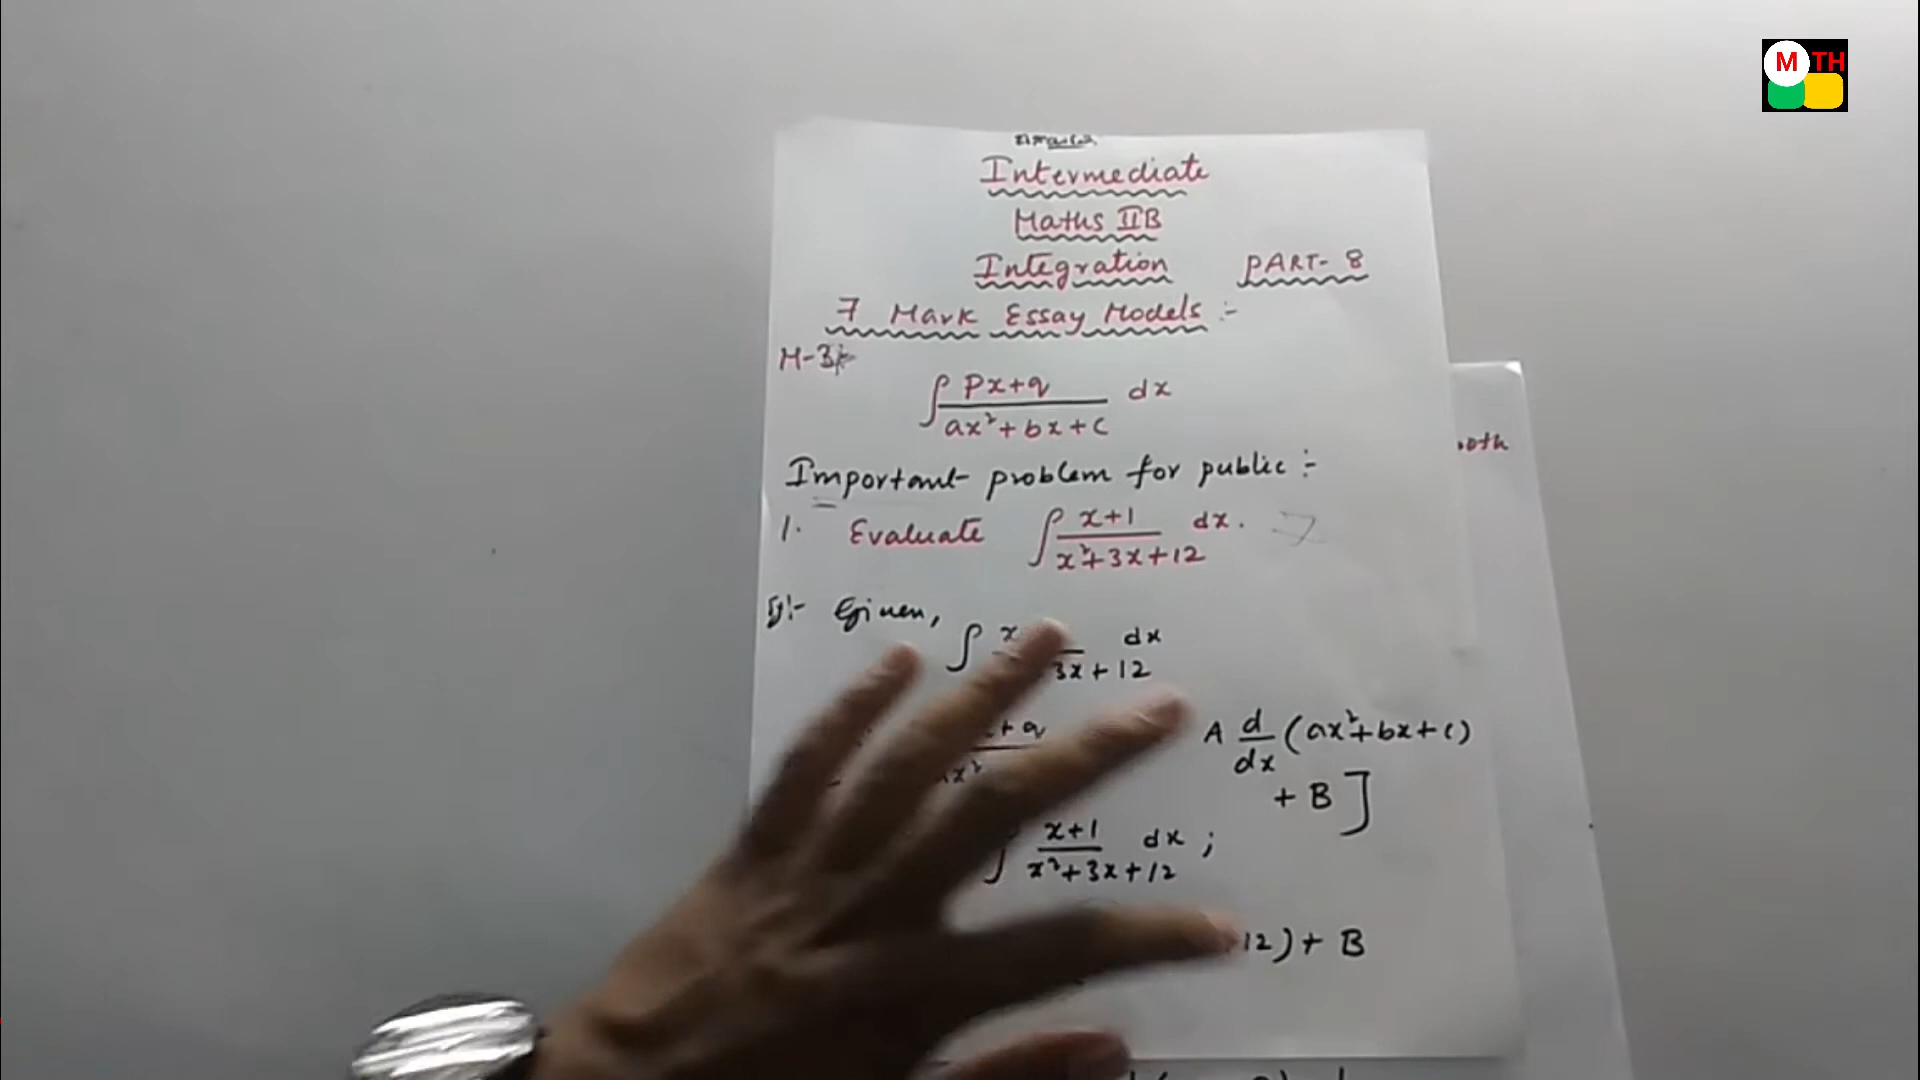 M TH
Intermediate
Maths IIB
Integration PART- 8
7 Mark Essay Models :-
M-3:-
∫ px+q / ax²+bx+c dx
Important problem for public :-
1. Evaluate ∫ x+1 / x²+3x+12 dx.
Given,
∫ x 3x+12 dx
+q
ax²
A d/dx (ax²+bx+c)
+ B ]
∫ x+1 / x²+3x+12 dx ;
12) + B